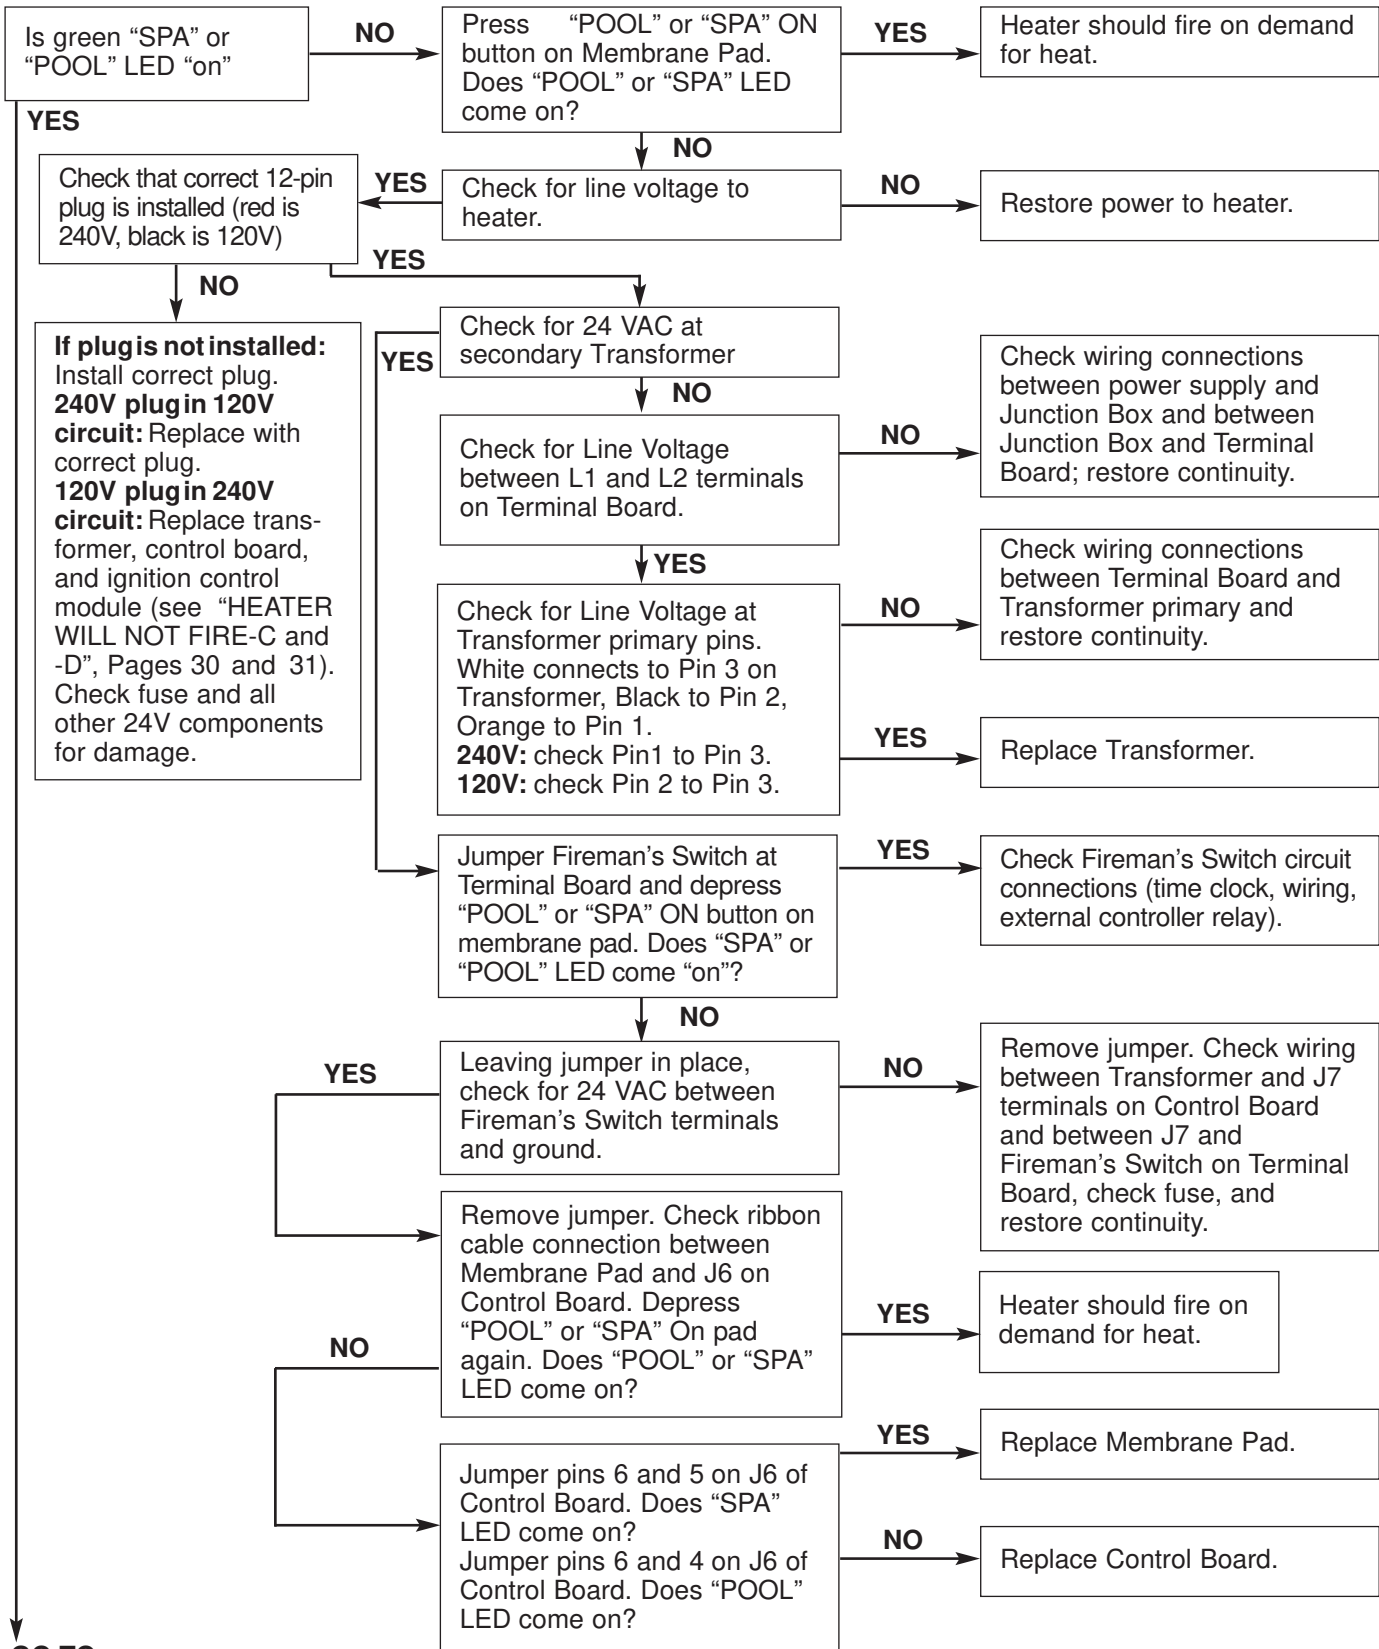 Is green “SPA” or
“POOL” LED “on”
NO
Press “POOL” or “SPA” ON
button on Membrane Pad.
Does “POOL” or “SPA” LED
come on?
YES
Heater should fire on demand
for heat.
YES
NO
Check that correct 12-pin
plug is installed (red is
240V, black is 120V)
YES
Check for line voltage to
heater.
NO
Restore power to heater.
YES
NO
If plug is not installed:
Install correct plug.
240V plug in 120V
circuit: Replace with
correct plug.
120V plug in 240V
circuit: Replace trans-
former, control board,
and ignition control
module (see “HEATER
WILL NOT FIRE-C and
-D”, Pages 30 and 31).
Check fuse and all
other 24V components
for damage.
Check for 24 VAC at
secondary Transformer
YES
NO
Check for Line Voltage
between L1 and L2 terminals
on Terminal Board.
NO
Check wiring connections
between power supply and
Junction Box and between
Junction Box and Terminal
Board; restore continuity.
YES
Check for Line Voltage at
Transformer primary pins.
White connects to Pin 3 on
Transformer, Black to Pin 2,
Orange to Pin 1.
240V: check Pin1 to Pin 3.
120V: check Pin 2 to Pin 3.
NO
Check wiring connections
between Terminal Board and
Transformer primary and
restore continuity.
YES
Replace Transformer.
Jumper Fireman’s Switch at
Terminal Board and depress
“POOL” or “SPA” ON button on
membrane pad. Does “SPA” or
“POOL” LED come “on”?
YES
Check Fireman’s Switch circuit
connections (time clock, wiring,
external controller relay).
NO
YES
Leaving jumper in place,
check for 24 VAC between
Fireman’s Switch terminals
and ground.
NO
Remove jumper. Check wiring
between Transformer and J7
terminals on Control Board
and between J7 and
Fireman’s Switch on Terminal
Board, check fuse, and
restore continuity.
Remove jumper. Check ribbon
cable connection between
Membrane Pad and J6 on
Control Board. Depress
“POOL” or “SPA” On pad
again. Does “POOL” or “SPA”
LED come on?
YES
Heater should fire on
demand for heat.
NO
Jumper pins 6 and 5 on J6 of
Control Board. Does “SPA”
LED come on?
Jumper pins 6 and 4 on J6 of
Control Board. Does “POOL”
LED come on?
YES
Replace Membrane Pad.
NO
Replace Control Board.
GO TO